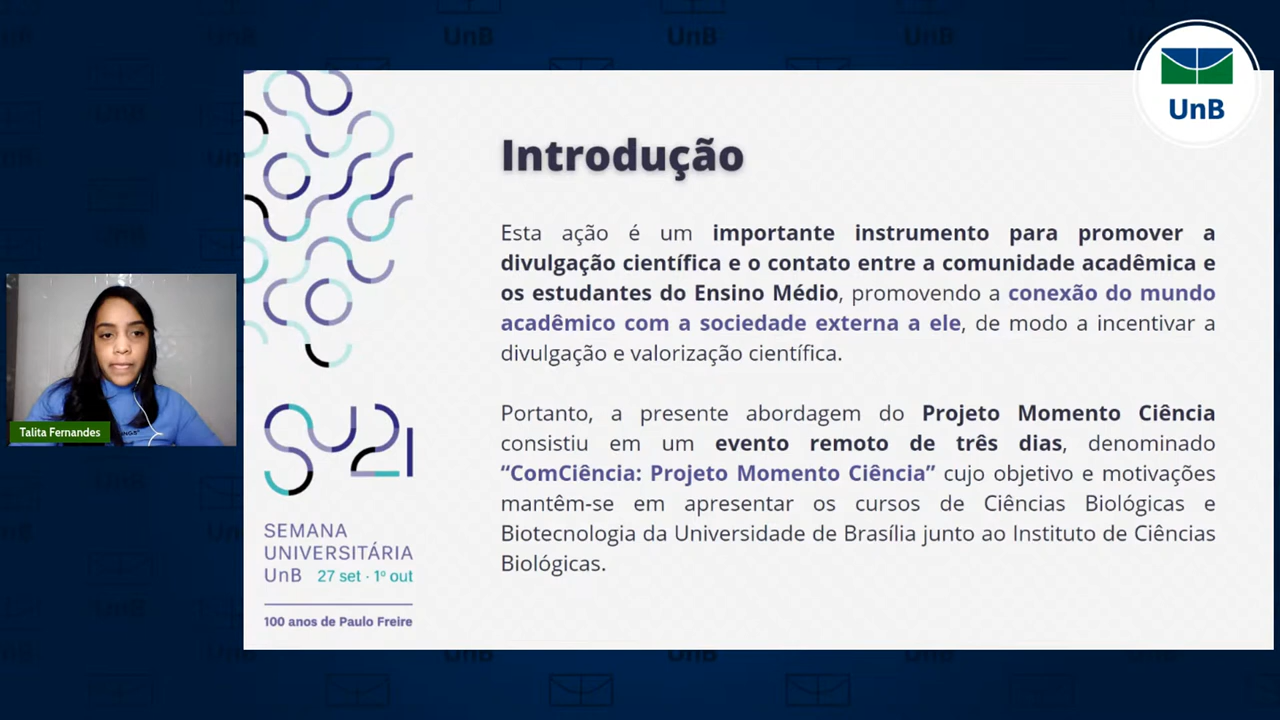 UnB
Introdução
Esta ação é um importante instrumento para promover a
divulgação científica e o contato entre a comunidade acadêmica e
os estudantes do Ensino Médio, promovendo a conexão do mundo
acadêmico com a sociedade externa a ele, de modo a incentivar a
divulgação e valorização científica.
Portanto, a presente abordagem do Projeto Momento Ciência
consistiu em um evento remoto de três dias, denominado
“ComCiência: Projeto Momento Ciência” cujo objetivo e motivações
mantêm-se em apresentar os cursos de Ciências Biológicas e
Biotecnologia da Universidade de Brasília junto ao Instituto de Ciências
Biológicas.
Talita Fernandes
SU21
SEMANA
UNIVERSITÁRIA
UnB 27 set · 1º out
100 anos de Paulo Freire